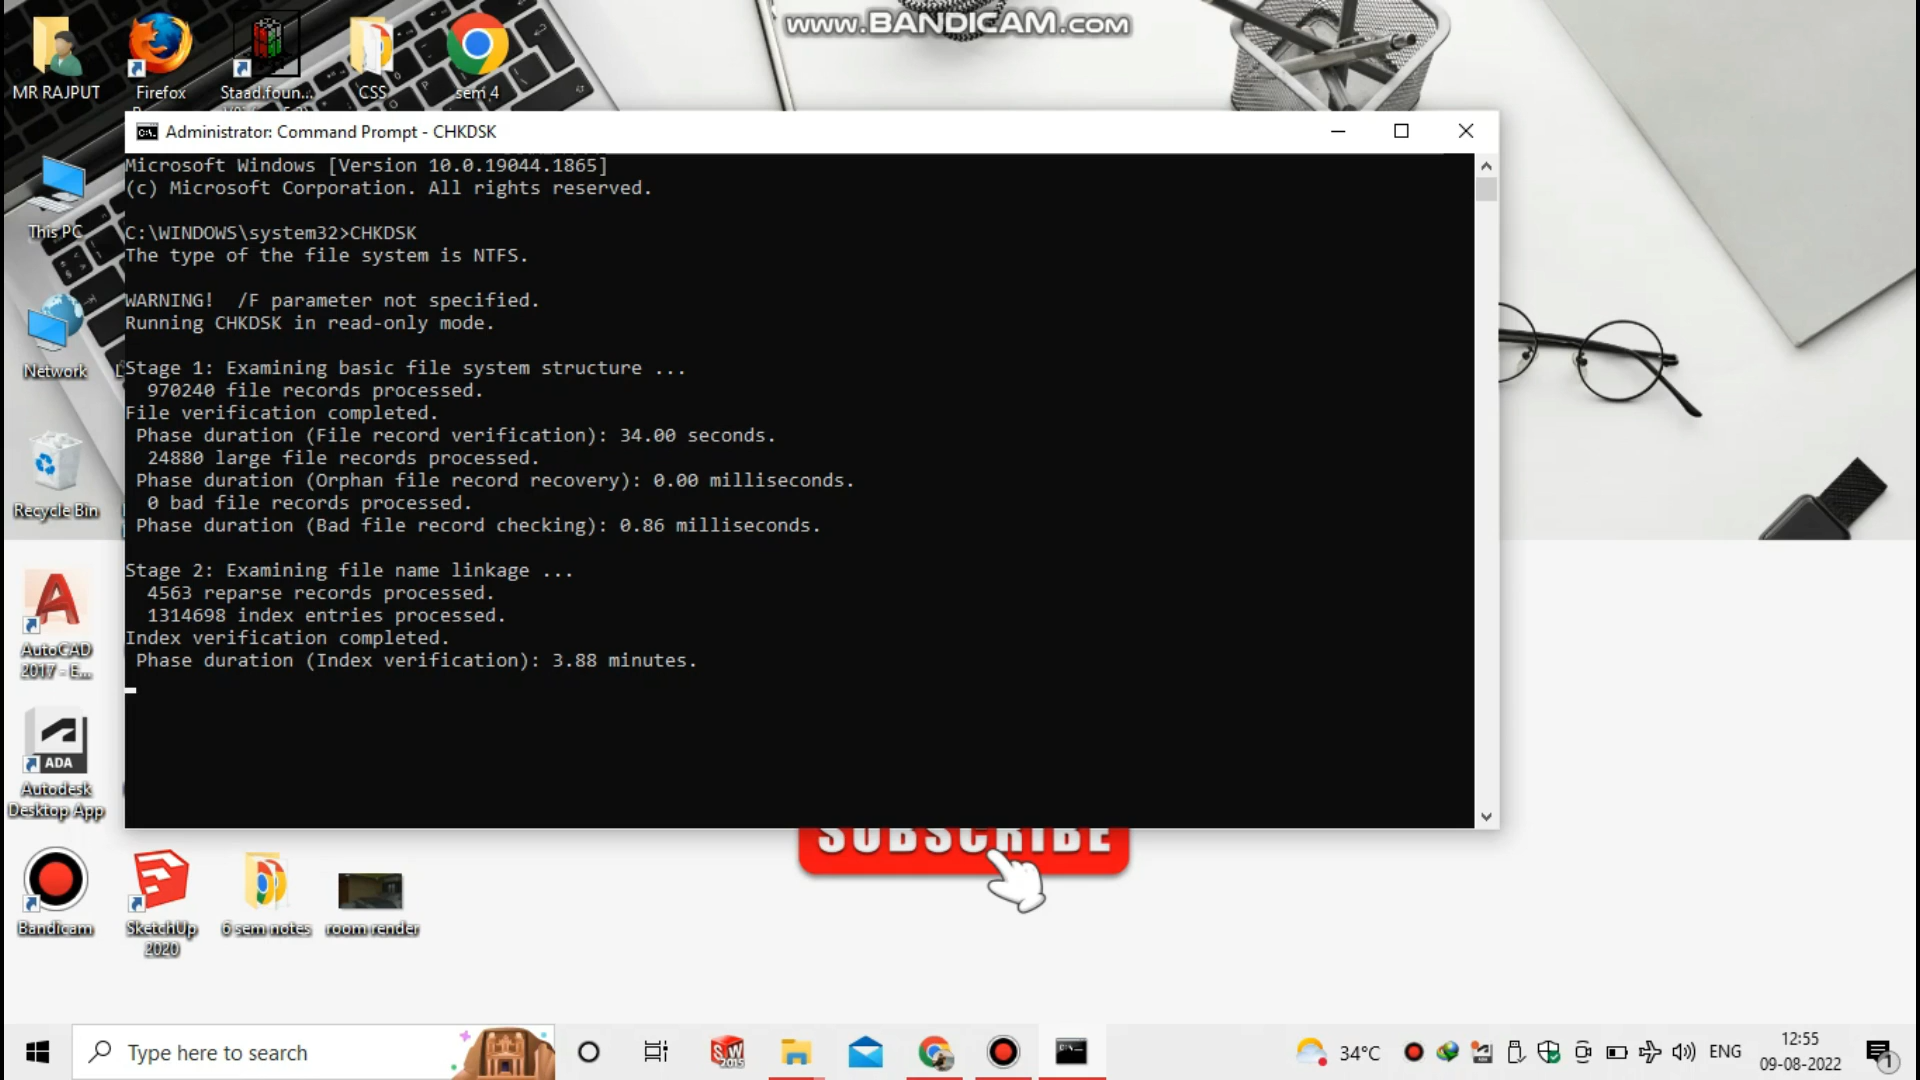 www.BANDICAM.com
MR RAJPUT
Firefox
Staad.foun...
CSS
sem 4
Administrator: Command Prompt - CHKDSK
Microsoft Windows [Version 10.0.19044.1865]
(c) Microsoft Corporation. All rights reserved.
C:\WINDOWS\system32>CHKDSK
The type of the file system is NTFS.
WARNING!  /F parameter not specified.
Running CHKDSK in read-only mode.
Stage 1: Examining basic file system structure ...
970240 file records processed.
File verification completed.
Phase duration (File record verification): 34.00 seconds.
24880 large file records processed.
Phase duration (Orphan file record recovery): 0.00 milliseconds.
0 bad file records processed.
Phase duration (Bad file record checking): 0.86 milliseconds.
Stage 2: Examining file name linkage ...
4563 reparse records processed.
1314698 index entries processed.
Index verification completed.
Phase duration (Index verification): 3.88 minutes.
This PC
Network
Recycle Bin
AutoCAD
2017 - E...
ADA
Autodesk
Desktop App
SUBSCRIBE
Bandicam
SketchUp
2020
6 sem notes
room render
Type here to search
SW
2015
34°C
ENG
12:55
09-08-2022
1